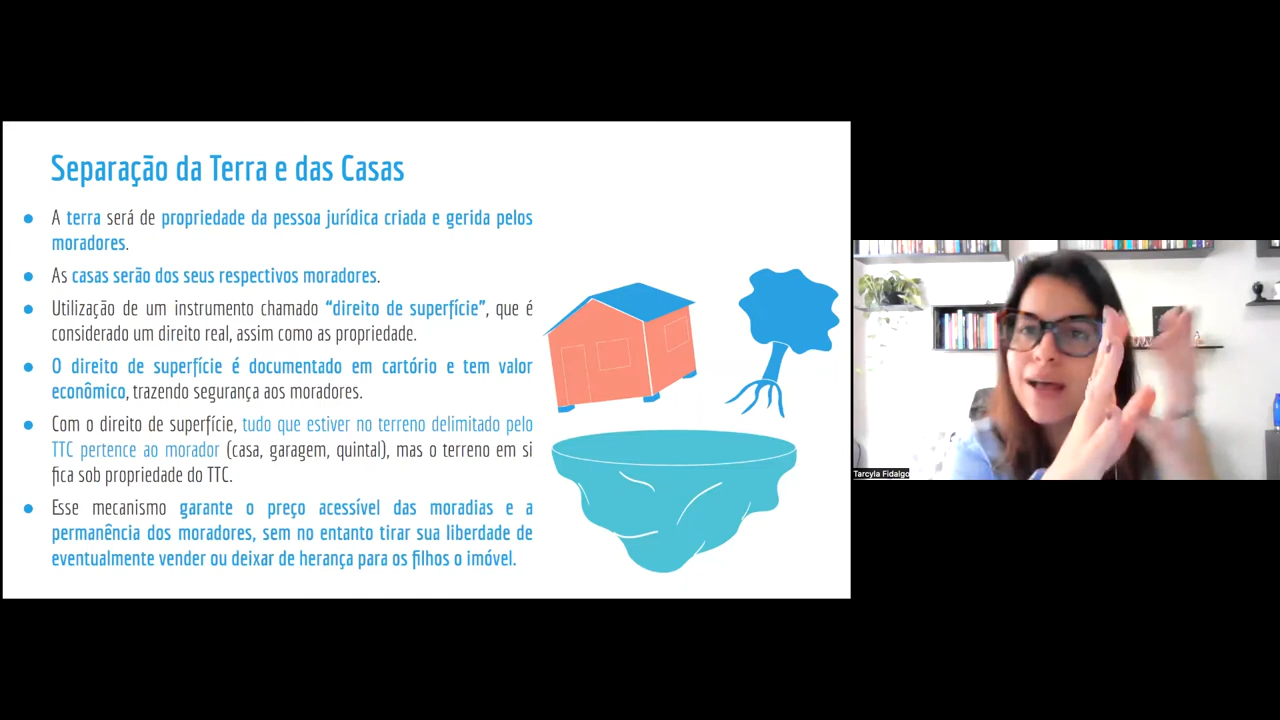 Separação da Terra e das Casas
● A terra será de propriedade da pessoa jurídica criada e gerida pelos
moradores.
● As casas serão dos seus respectivos moradores.
● Utilização de um instrumento chamado “direito de superfície”, que é
considerado um direito real, assim como as propriedade.
● O direito de superfície é documentado em cartório e tem valor
econômico, trazendo segurança aos moradores.
● Com o direito de superfície, tudo que estiver no terreno delimitado pelo
TTC pertence ao morador (casa, garagem, quintal), mas o terreno em si
fica sob propriedade do TTC.
● Esse mecanismo garante o preço acessível das moradias e a
permanência dos moradores, sem no entanto tirar sua liberdade de
eventualmente vender ou deixar de herança para os filhos o imóvel.
Tarcyla Fidalgo